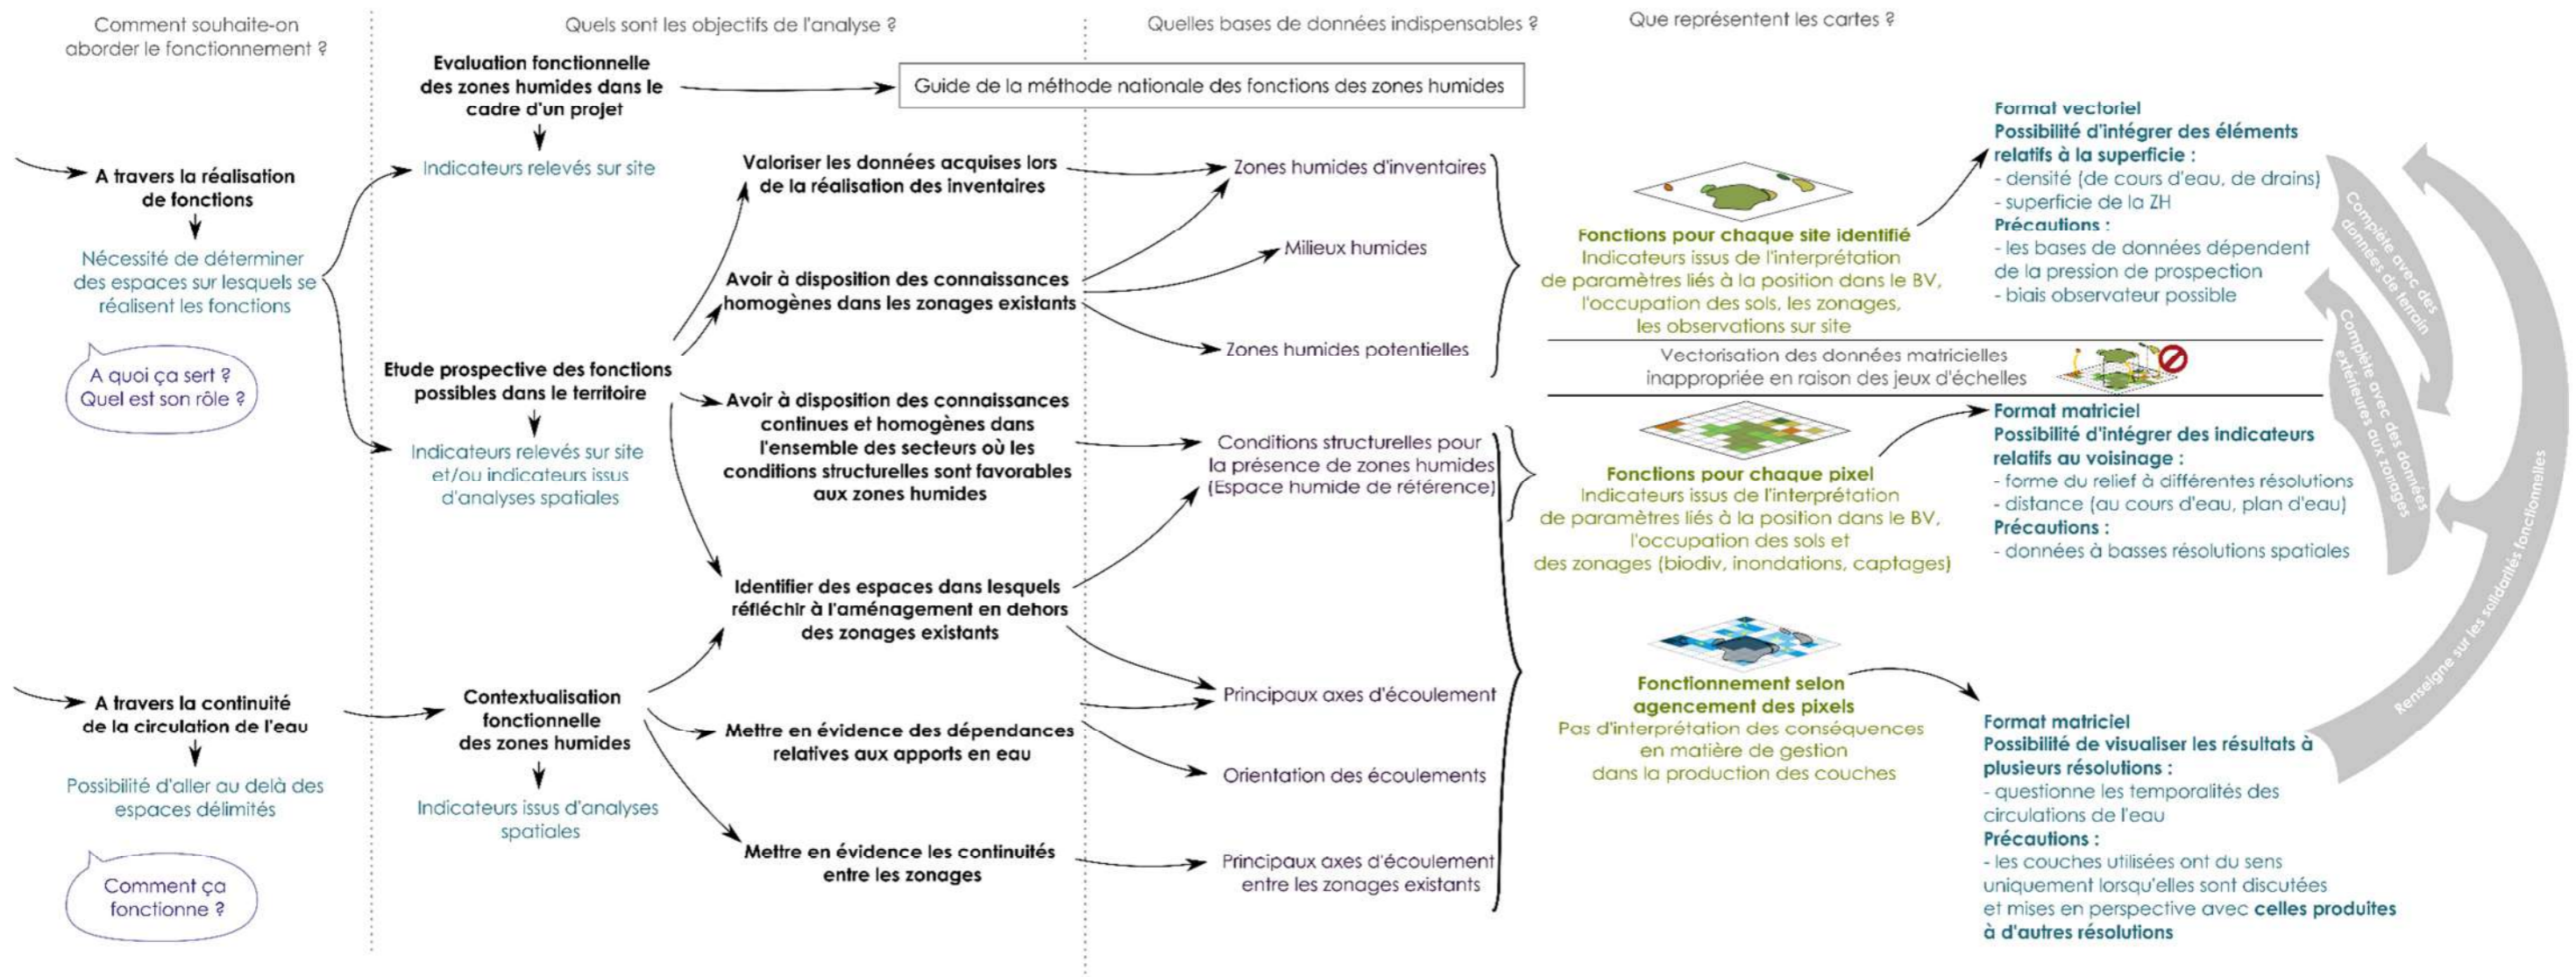 Comment souhaite-on
aborder le fonctionnement ?
Quels sont les objectifs de l'analyse ?
Quelles bases de données indispensables ?
Que représentent les cartes ?
A travers la réalisation
de fonctions
Nécessité de déterminer
des espaces sur lesquels se
réalisent les fonctions
A quoi ça sert ?
Quel est son rôle ?
A travers la continuité
de la circulation de l'eau
Possibilité d'aller au delà des
espaces délimités
Comment ça
fonctionne ?
Evaluation fonctionnelle
des zones humides dans le
cadre d'un projet
Indicateurs relevés sur site
Etude prospective des fonctions
possibles dans le territoire
Indicateurs relevés sur site
et/ou indicateurs issus
d'analyses spatiales
Contextualisation
fonctionnelle
des zones humides
Indicateurs issus d'analyses
spatiales
Valoriser les données acquises lors
de la réalisation des inventaires
Avoir à disposition des connaissances
homogènes dans les zonages existants
Avoir à disposition des connaissances
continues et homogènes dans
l'ensemble des secteurs où les
conditions structurelles sont favorables
aux zones humides
Identifier des espaces dans lesquels
réfléchir à l'aménagement en dehors
des zonages existants
Mettre en évidence des dépendances
relatives aux apports en eau
Mettre en évidence les continuités
entre les zonages
Guide de la méthode nationale des fonctions des zones humides
Zones humides d'inventaires
Milieux humides
Zones humides potentielles
Conditions structurelles pour
la présence de zones humides
(Espace humide de référence)
Principaux axes d'écoulement
Orientation des écoulements
Principaux axes d'écoulement
entre les zonages existants
Fonctions pour chaque site identifié
Indicateurs issus de l'interprétation
de paramètres liés à la position dans le BV,
l'occupation des sols, les zonages,
les observations sur site
Vectorisation des données matricielles
inappropriée en raison des jeux d'échelles
Fonctions pour chaque pixel
Indicateurs issus de l'interprétation
de paramètres liés à la position dans le BV,
l'occupation des sols et
des zonages (biodiv, inondations, captages)
Fonctionnement selon
agencement des pixels
Pas d'interprétation des conséquences
en matière de gestion
dans la production des couches
Format vectoriel
Possibilité d'intégrer des éléments
relatifs à la superficie :
- densité (de cours d'eau, de drains)
- superficie de la ZH
Précautions :
- les bases de données dépendent
de la pression de prospection
- biais observateur possible
Format matriciel
Possibilité d'intégrer des indicateurs
relatifs au voisinage :
- forme du relief à différentes résolutions
- distance (au cours d'eau, plan d'eau)
Précautions :
- données à basses résolutions spatiales
Format matriciel
Possibilité de visualiser les résultats à
plusieurs résolutions :
- questionne les temporalités des
circulations de l'eau
Précautions :
- les couches utilisées ont du sens
uniquement lorsqu'elles sont discutées
et mises en perspective avec celles produites
à d'autres résolutions
Complète avec des
données de terrain
Complète avec des données
extérieures aux zonages
Renseigne sur les solidarités fonctionnelles